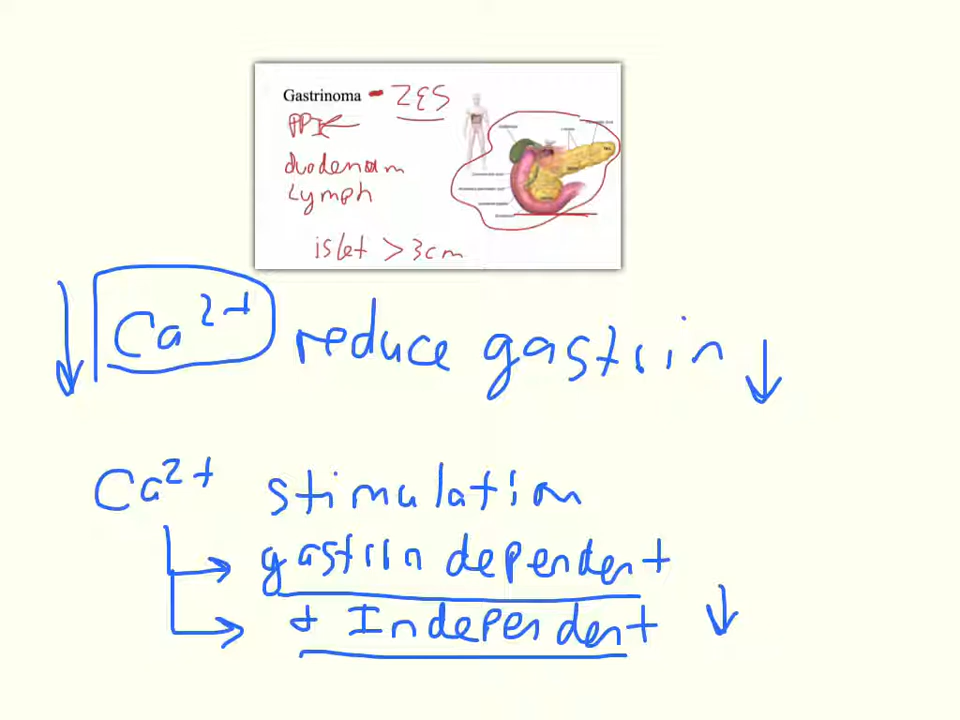 Gastrinoma - ZES
PPI
duodenum
Lymph
islet > 3cm
↓ Ca²⁺ reduce gastrin ↓
Ca²⁺ stimulation
→ gastrin dependent
→ + Independent ↓